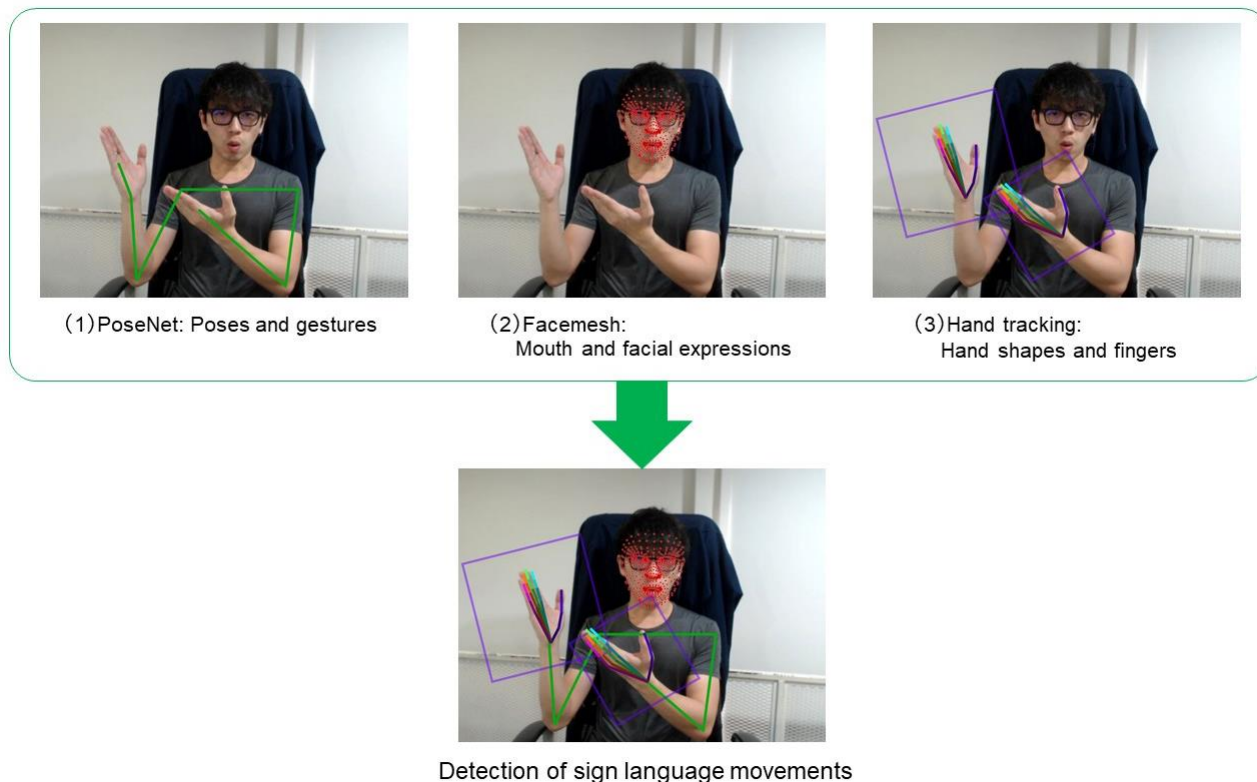 (1)PoseNet: Poses and gestures
(2)Facemesh:
Mouth and facial expressions
(3)Hand tracking:
Hand shapes and fingers
Detection of sign language movements